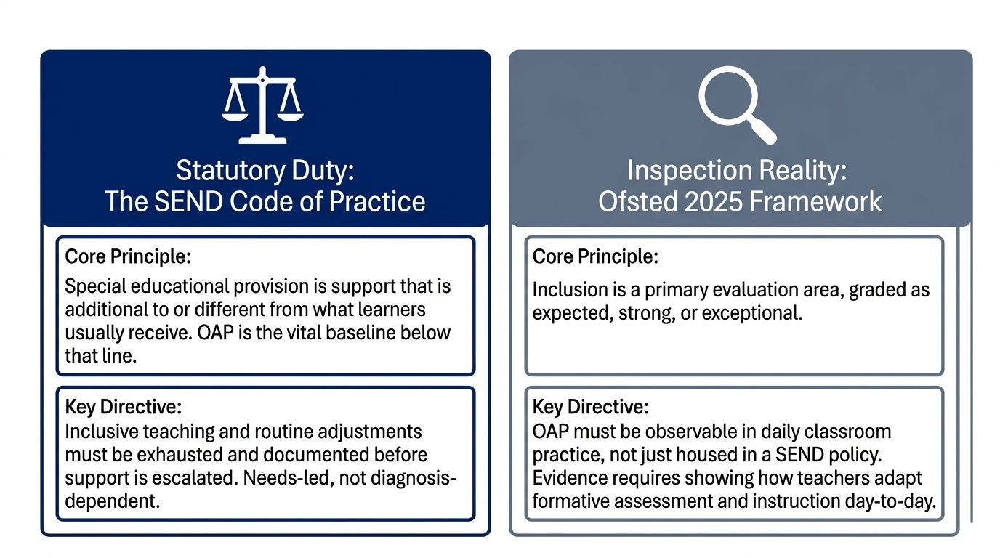 Statutory Duty:
The SEND Code of Practice
Core Principle:
Special educational provision is support that is
additional to or different from what learners
usually receive. OAP is the vital baseline below
that line.
Key Directive:
Inclusive teaching and routine adjustments
must be exhausted and documented before
support is escalated. Needs-led, not diagnosis-
dependent.
Inspection Reality:
Ofsted 2025 Framework
Core Principle:
Inclusion is a primary evaluation area, graded as
expected, strong, or exceptional.
Key Directive:
OAP must be observable in daily classroom
practice, not just housed in a SEND policy.
Evidence requires showing how teachers adapt
formative assessment and instruction day-to-day.